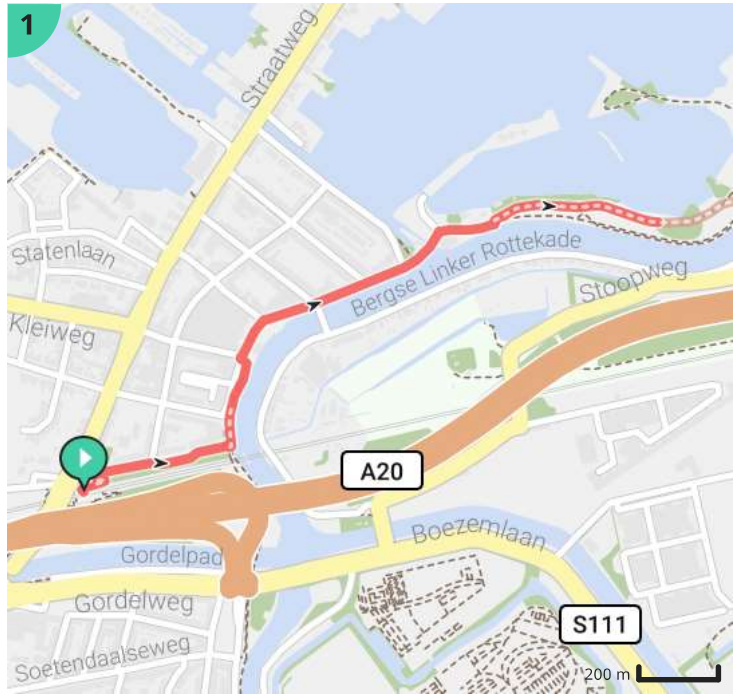 1
Straatweg
Statenlaan
Kleiweg
Bergse Linker Rottekade
Stoopweg
A20
Boezemlaan
Gordelpad
Gordelweg
S111
Soetendaalseweg
200 m